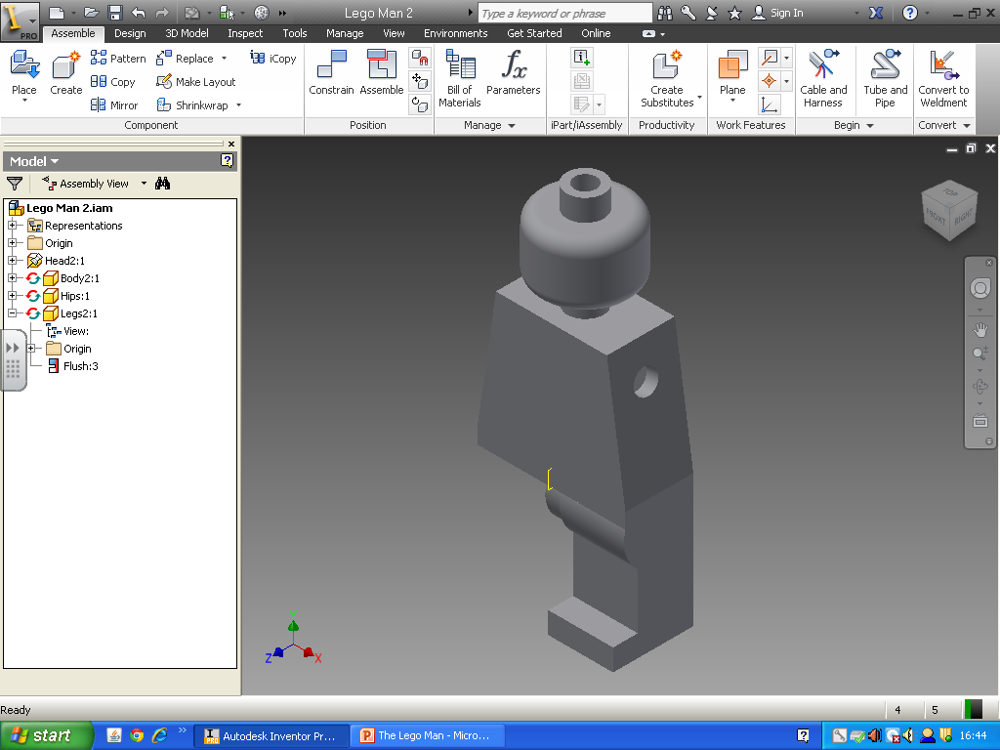 Lego Man 2
Type a keyword or phrase
Sign In
PRO
Assemble Design 3D Model Inspect Tools Manage View Environments Get Started Online
Place
Create
Pattern
Copy
Mirror
Replace
Make Layout
Shrinkwrap
iCopy
Component
Constrain
Assemble
Position
Bill of
Materials
Parameters
Manage
iPart/iAssembly
Create
Substitutes
Productivity
Plane
Work Features
Cable and
Harness
Tube and
Pipe
Begin
Convert to
Weldment
Convert
Model
Assembly View
Lego Man 2.iam
Representations
Origin
Head2:1
Body2:1
Hips:1
Legs2:1
View:
Origin
Flush:3
TOP
FRONT
RIGHT
Y
Z
X
Ready
4
5
start
Autodesk Inventor Pr...
The Lego Man - Micro...
16:44